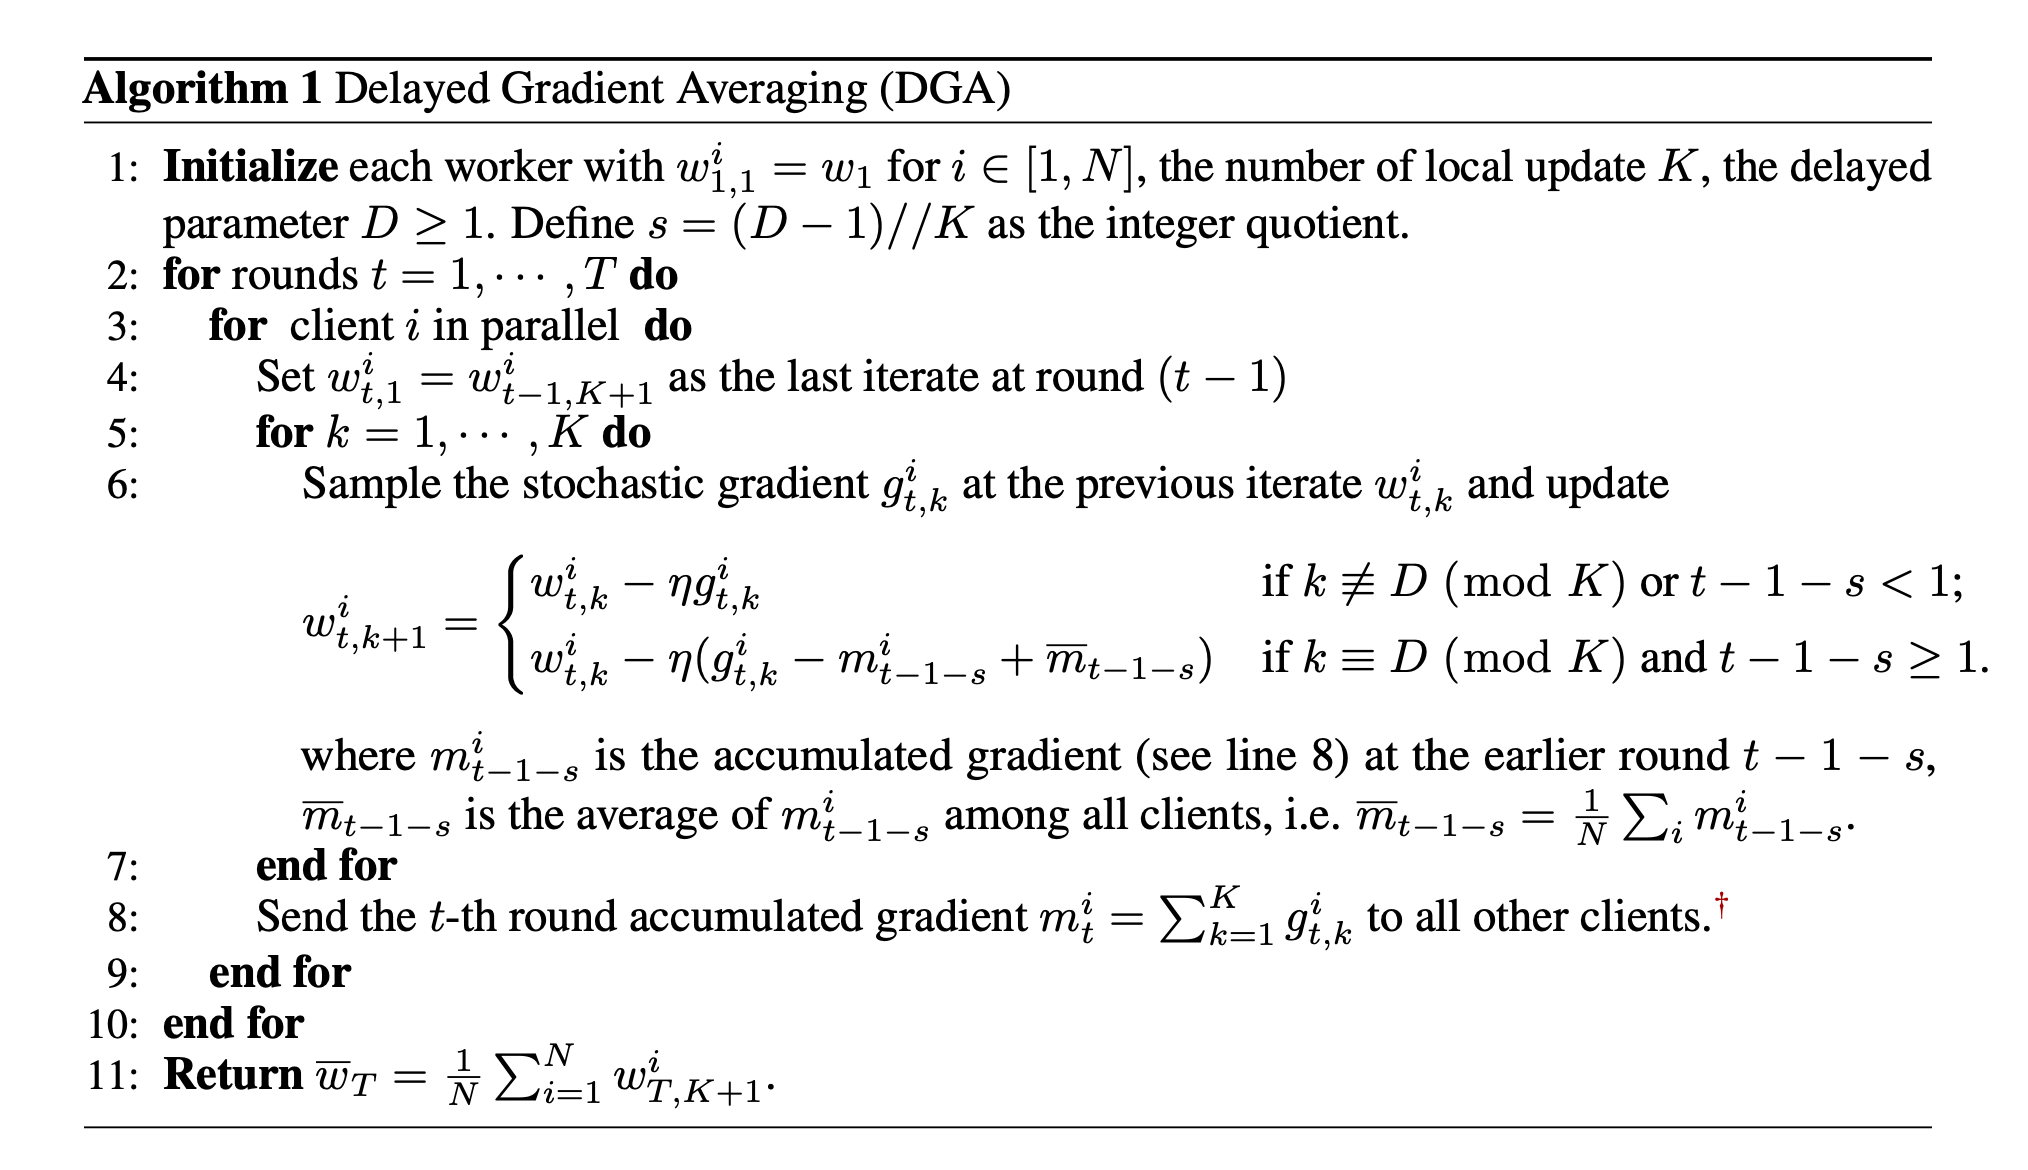 Algorithm 1 Delayed Gradient Averaging (DGA)
1: Initialize each worker with $w^i_{1,1} = w_1$ for $i \in [1, N]$, the number of local update $K$, the delayed
parameter $D \geq 1$. Define $s = (D - 1)//K$ as the integer quotient.
2: for rounds $t = 1, \cdots, T$ do
3: for client $i$ in parallel do
4: Set $w^i_{t,1} = w^i_{t-1,K+1}$ as the last iterate at round $(t - 1)$
5: for $k = 1, \cdots, K$ do
6: Sample the stochastic gradient $g^i_{t,k}$ at the previous iterate $w^i_{t,k}$ and update
$w^i_{t,k+1} = \begin{cases} w^i_{t,k} - \eta g^i_{t,k} & \text{if } k \not\equiv D \pmod K \text{ or } t - 1 - s < 1; \\ w^i_{t,k} - \eta(g^i_{t,k} - m^i_{t-1-s} + \overline{m}_{t-1-s}) & \text{if } k \equiv D \pmod K \text{ and } t - 1 - s \geq 1. \end{cases}$
where $m^i_{t-1-s}$ is the accumulated gradient (see line 8) at the earlier round $t - 1 - s$,
$\overline{m}_{t-1-s}$ is the average of $m^i_{t-1-s}$ among all clients, i.e. $\overline{m}_{t-1-s} = \frac{1}{N} \sum_i m^i_{t-1-s}$.
7: end for
8: Send the $t$-th round accumulated gradient $m^i_t = \sum_{k=1}^K g^i_{t,k}$ to all other clients.†
9: end for
10: end for
11: Return $\overline{w}_T = \frac{1}{N} \sum_{i=1}^N w^i_{T,K+1}$.